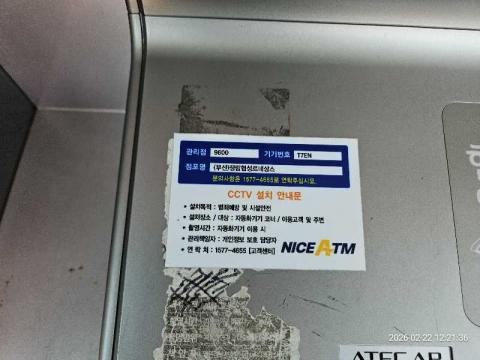 관리점 9600 기기번호 T7EN
점포명 (부산)정림협성르네상스
문의사항은 1577-4655로 연락주십시오.
CCTV 설치 안내문
• 설치목적 : 범죄예방 및 시설안전
• 설치장소 / 대상 : 자동화기기 코너 / 이용고객 및 주변
• 촬영시간 : 자동화기기 이용 시
• 관리책임자 : 개인정보 보호 담당자
• 연 락 처 : 1577-4655 [고객센터]
NICE ATM
2026-02-22 12:21:36